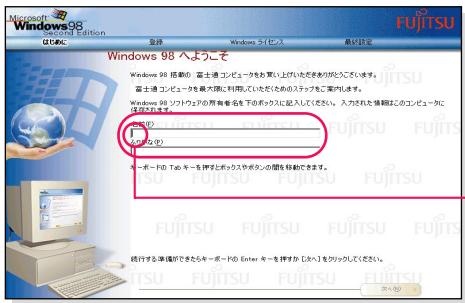 Microsoft
Windows98
Second Edition
FUJITSU
はじめに 登録 Windows ライセンス 最終設定
Windows 98 へようこそ
Windows 98 搭載の 富士通 コンピュータをお買い上げいただきありがとうございます。
富士通 コンピュータを最大限に利用していただくためのステップをご案内します。
Windows 98 ソフトウェアの所有者名を下のボックスに記入してください。 入力された情報はこのコンピュータに
保存されます。
名前(F)
ふりがな(P)
キーボードの Tab キーを押すとボックスやボタンの間を移動できます。
続行する準備ができたらキーボードの Enter キーを押すか [次へ] をクリックしてください。
次へ(N)